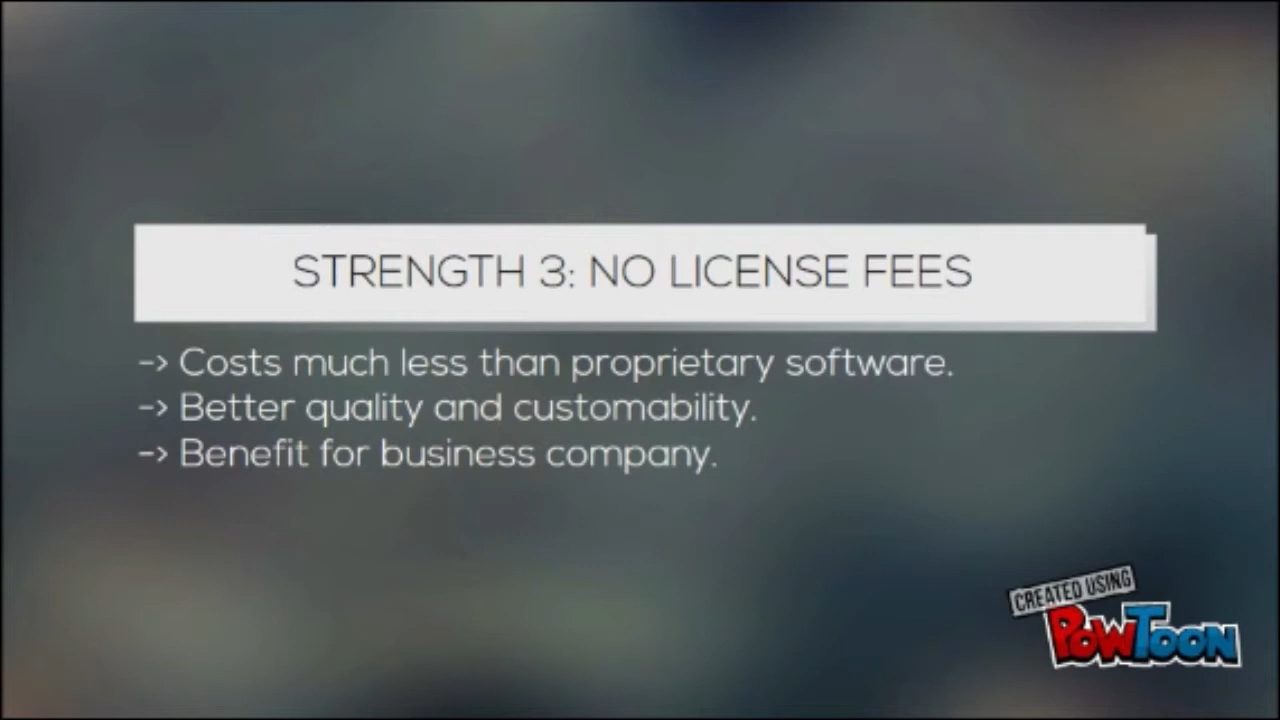 STRENGTH 3: NO LICENSE FEES
-> Costs much less than proprietary software.
-> Better quality and customability.
-> Benefit for business company.
CREATED USING
POWTOON